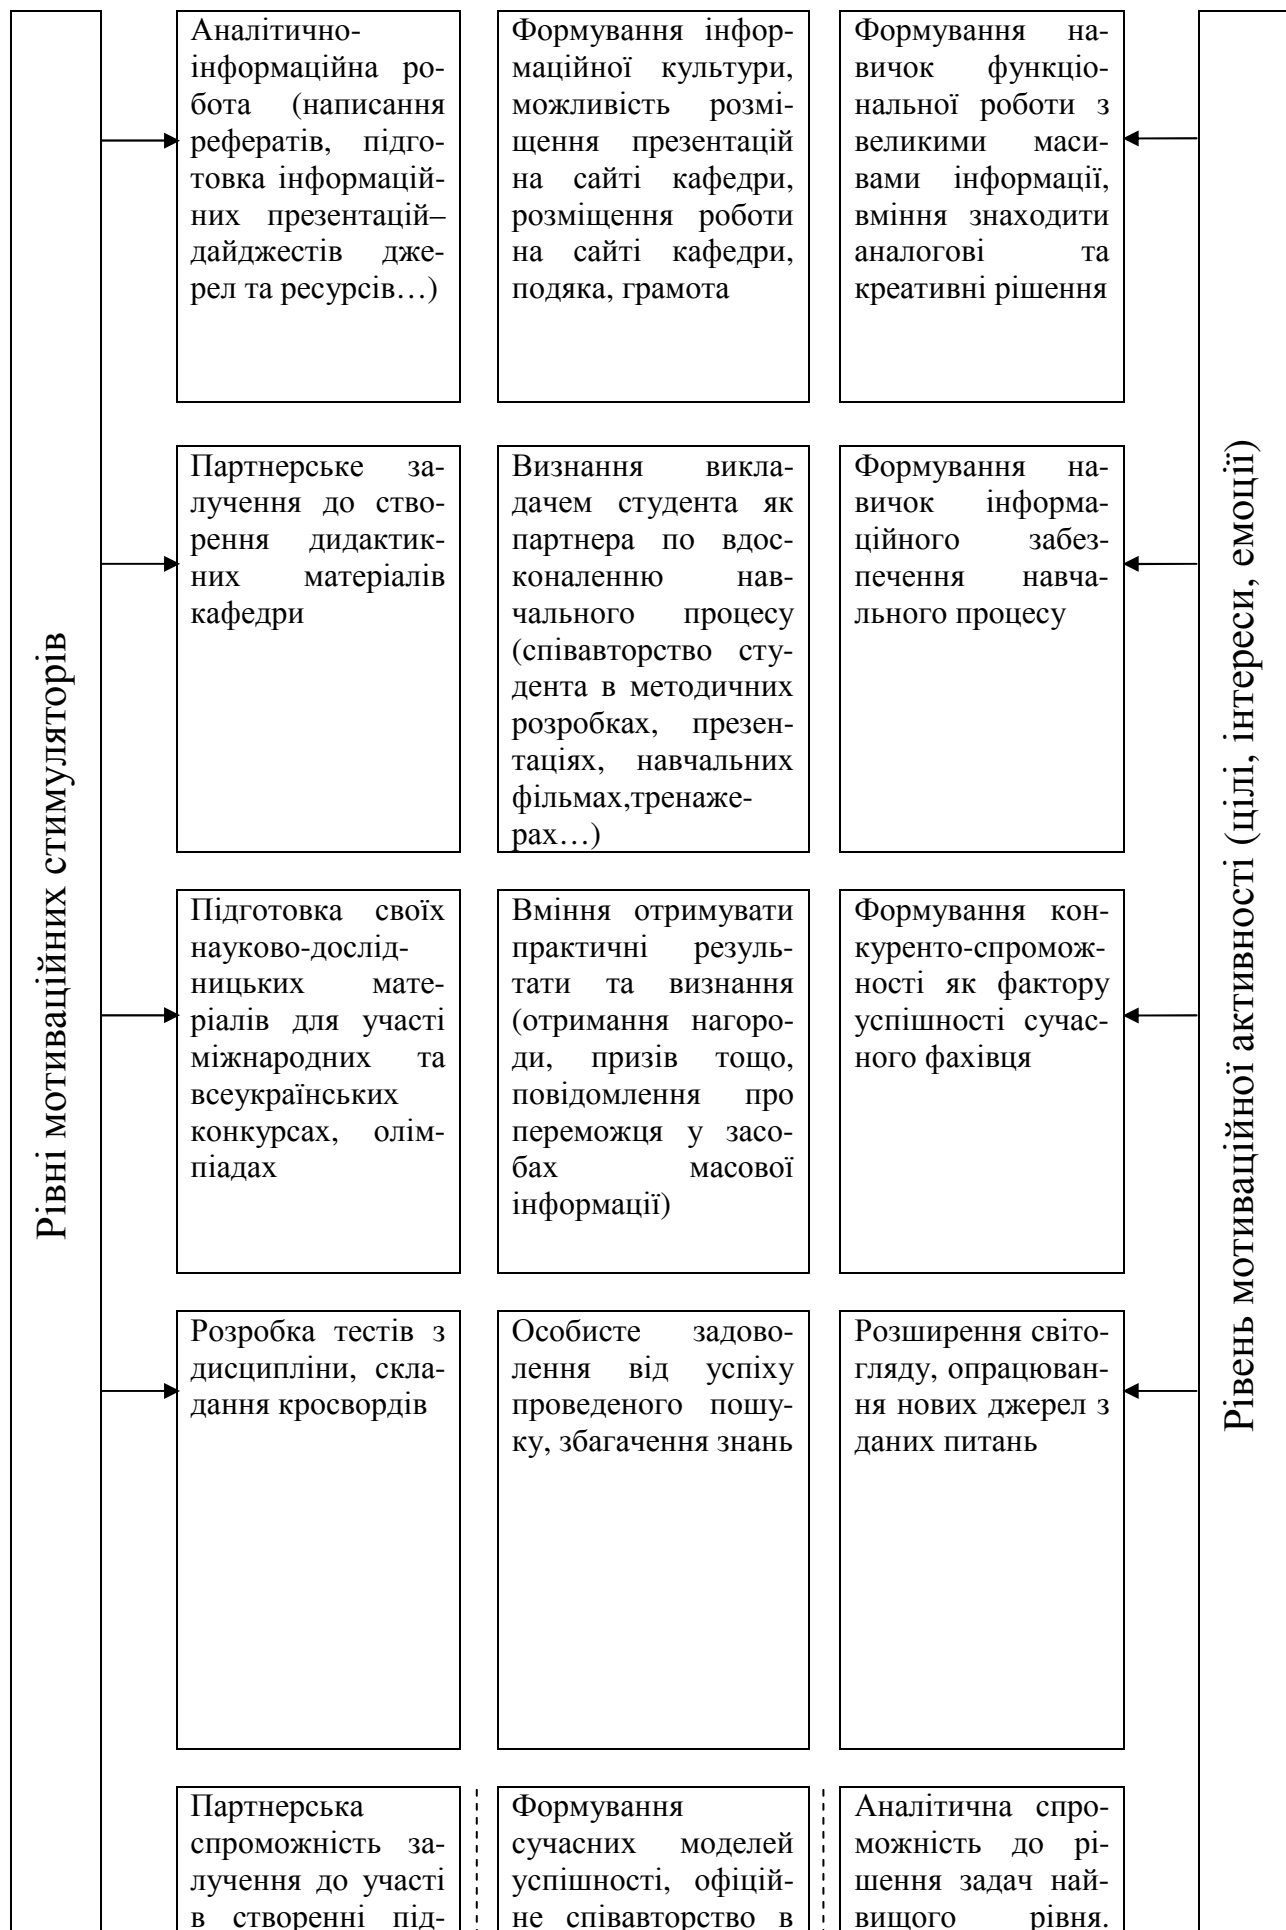 Рівні мотиваційних стимуляторів
Аналітично-
інформаційна ро-
бота (написання
рефератів, підго-
товка інформацій-
них презентацій–
дайджестів дже-
рел та ресурсів…)
Формування інфор-
маційної культури,
можливість розмі-
щення презентацій
на сайті кафедри,
розміщення роботи
на сайті кафедри,
подяка, грамота
Формування на-
вичок функціо-
нальної роботи з
великими маси-
вами інформації,
вміння знаходити
аналогові та
креативні рішення
Партнерське за-
лучення до ство-
рення дидактик-
них матеріалів
кафедри
Визнання викла-
дачем студента як
партнера по вдос-
коналенню нав-
чального процесу
(співавторство сту-
дента в методичних
розробках, презен-
таціях, навчальних
фільмах,тренаже-
рах…)
Формування на-
вичок інформа-
ційного забез-
печення навча-
льного процесу
Підготовка своїх
науково-дослід-
ницьких мате-
ріалів для участі
міжнародних та
всеукраїнських
конкурсах, олім-
піадах
Вміння отримувати
практичні резуль-
тати та визнання
(отримання нагоро-
ди, призів тощо,
повідомлення про
переможця у засо-
бах масової
інформації)
Формування кон-
куренто-спромож-
ності як фактору
успішності сучас-
ного фахівця
Розробка тестів з
дисципліни, скла-
дання кросвордів
Особисте задово-
лення від успіху
проведеного пошу-
ку, збагачення знань
Розширення світо-
гляду, опрацюван-
ня нових джерел з
даних питань
Партнерська
спроможність за-
лучення до участі
в створенні під-
Формування
сучасних моделей
успішності, офіцій-
не співавторство в
Аналітична спро-
можність до рі-
шення задач най-
вищого рівня.
Рівень мотиваційної активності (цілі, інтереси, емоції)